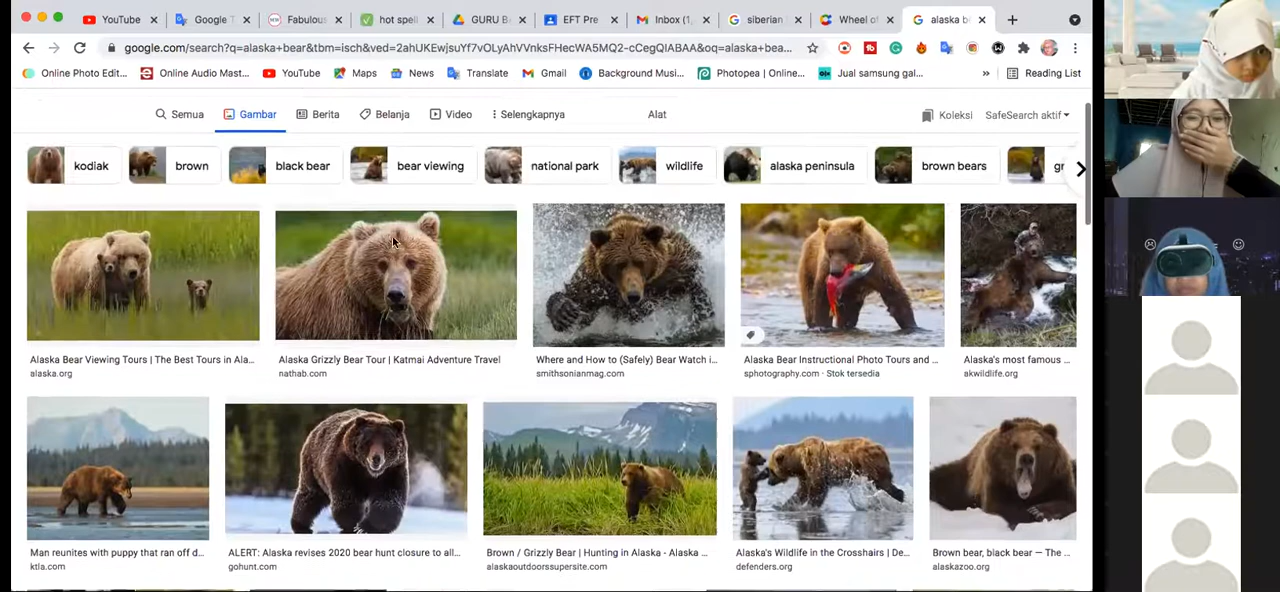 YouTube
Google T
Fabulous
hot spel
GURU B
EFT Pre
Inbox (1,
siberian
Wheel of
alaska b
google.com/search?q=alaska+bear&tbm=isch&ved=2ahUKEwjsuYf7vOLyAhVVnksFHecWA5MQ2-cCegQIABAA&oq=alaska+bea...
Online Photo Edit...
Online Audio Mast...
YouTube
Maps
News
Translate
Gmail
Background Musi...
Photopea | Online...
Jual samsung gal...
»
Reading List
Semua
Gambar
Berita
Belanja
Video
Selengkapnya
Alat
Koleksi
SafeSearch aktif
kodiak
brown
black bear
bear viewing
national park
wildlife
alaska peninsula
brown bears
Alaska Bear Viewing Tours | The Best Tours in Ala...
alaska.org
Alaska Grizzly Bear Tour | Katmai Adventure Travel
nathab.com
Where and How to (Safely) Bear Watch i...
smithsonianmag.com
Alaska Bear Instructional Photo Tours and ...
sphotography.com · Stok tersedia
Alaska's most famous ...
akwildlife.org
Man reunites with puppy that ran off d...
ktla.com
ALERT: Alaska revises 2020 bear hunt closure to all...
gohunt.com
Brown / Grizzly Bear | Hunting in Alaska - Alaska ...
alaskaoutdoorssupersite.com
Alaska's Wildlife in the Crosshairs | De...
defenders.org
Brown bear, black bear — The ...
alaskazoo.org